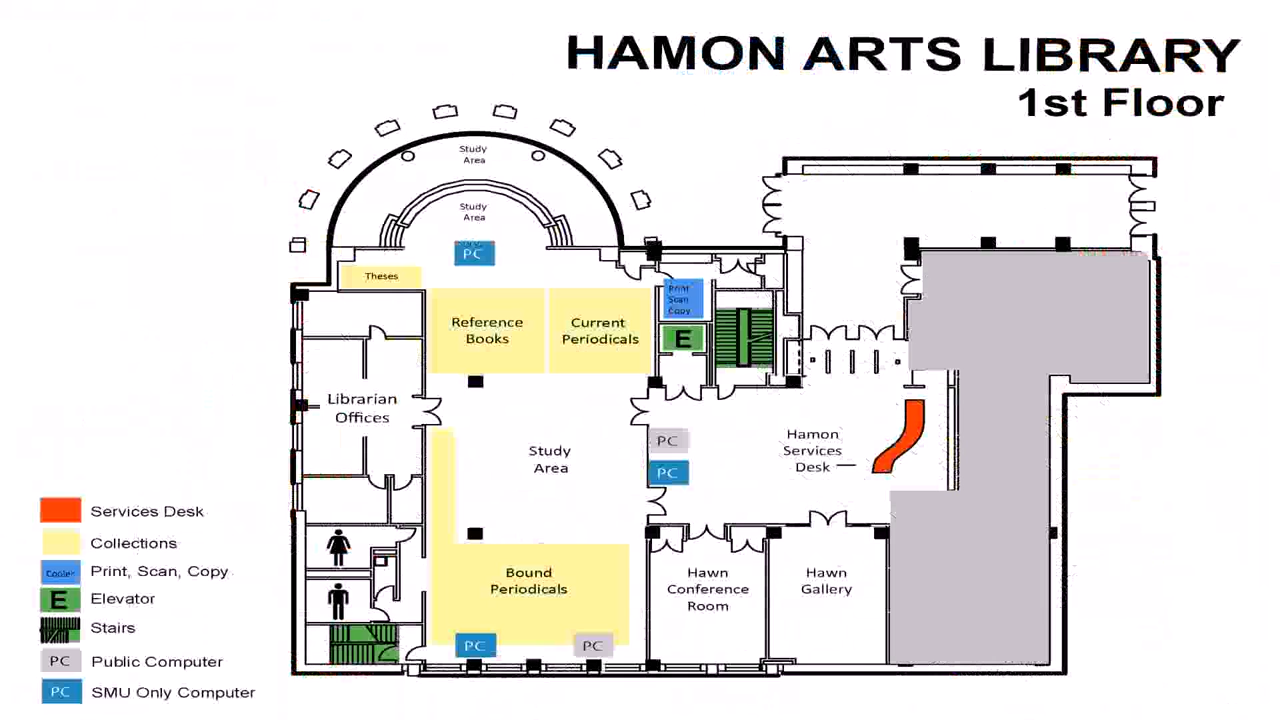 HAMON ARTS LIBRARY
1st Floor
Study
Area
Study
Area
PC
Theses
Print
Scan
Copy
Reference
Books
Current
Periodicals
E
Librarian
Offices
Study
Area
PC
PC
Hamon
Services
Desk
Bound
Periodicals
PC
PC
Hawn
Conference
Room
Hawn
Gallery
Services Desk
Collections
Print, Scan, Copy
E Elevator
Stairs
PC Public Computer
PC SMU Only Computer